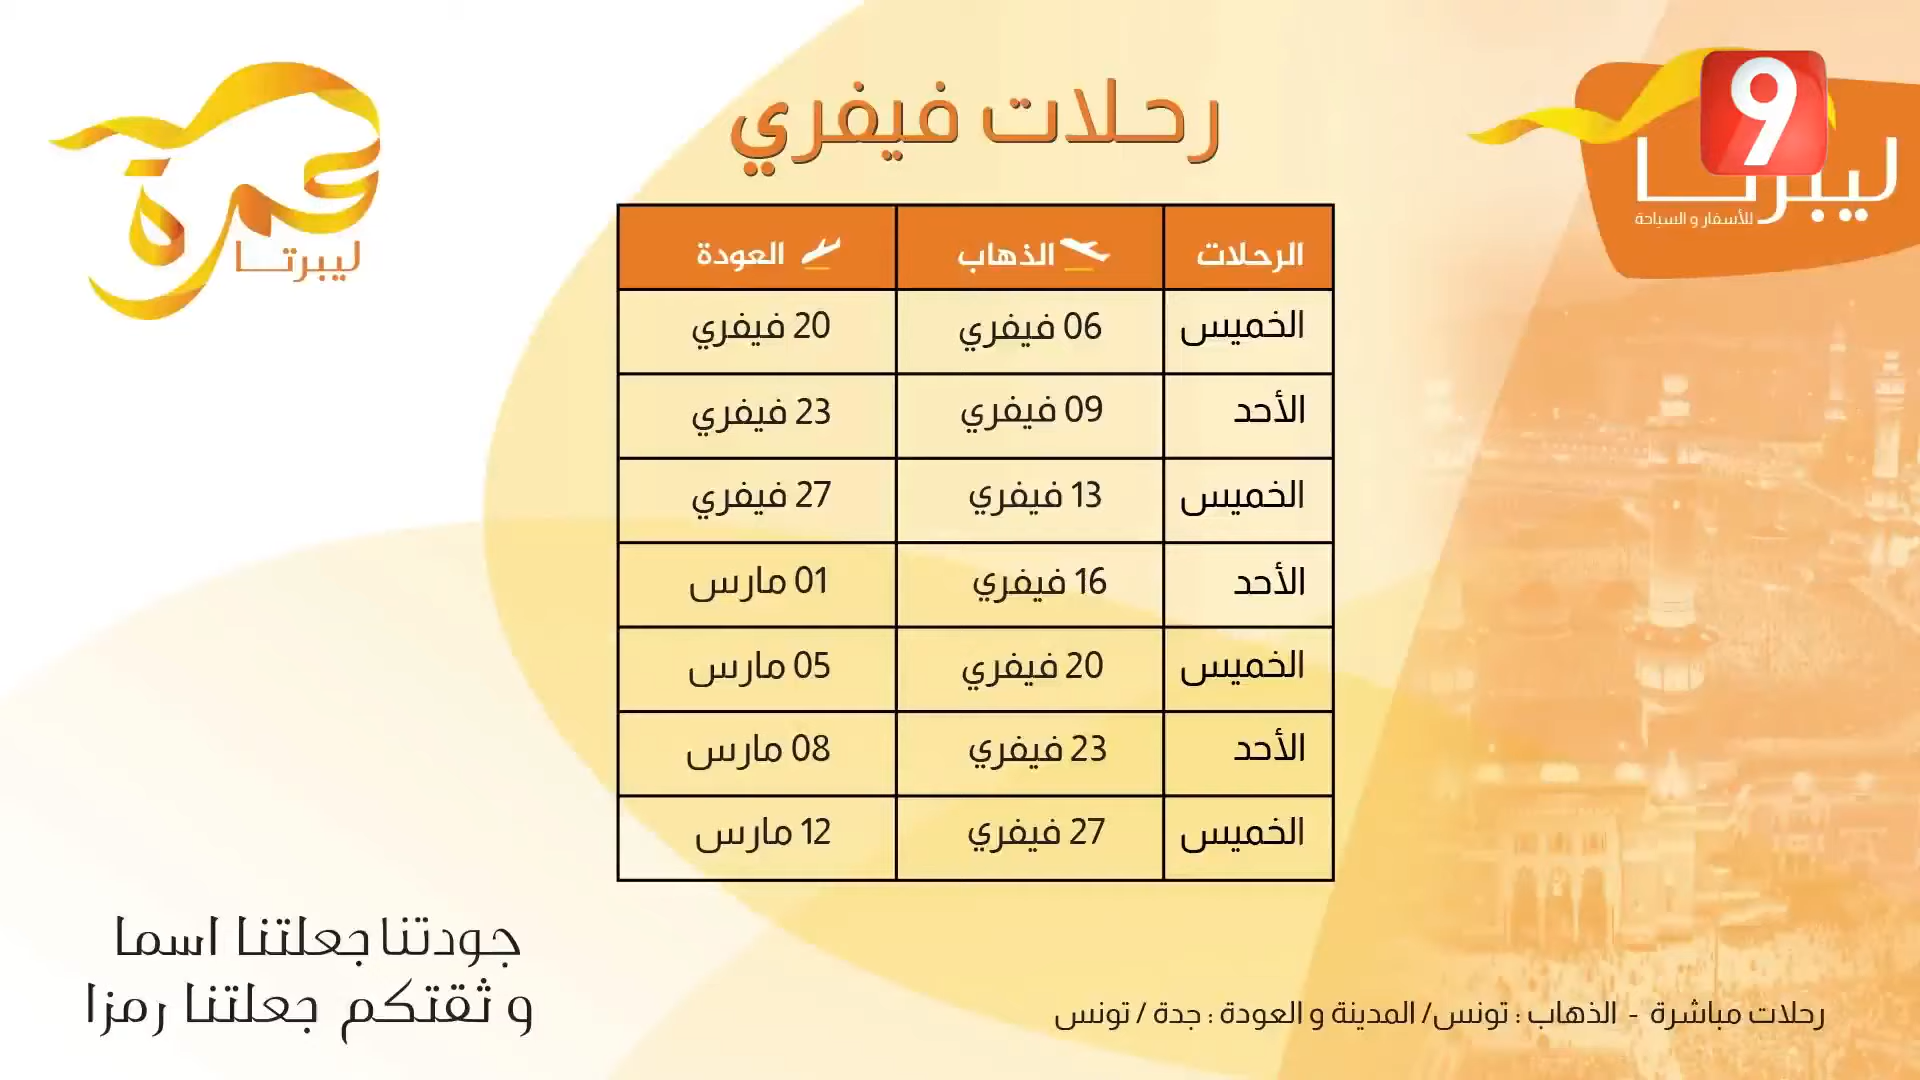 رحلات فيفري
عمرة
ليبرتا
9
ليبرتا
للأسفار و السياحة
الرحلات الذهاب العودة
الخميس 06 فيفري 20 فيفري
الأحد 09 فيفري 23 فيفري
الخميس 13 فيفري 27 فيفري
الأحد 16 فيفري 01 مارس
الخميس 20 فيفري 05 مارس
الأحد 23 فيفري 08 مارس
الخميس 27 فيفري 12 مارس
جودتنا جعلتنا اسما
و ثقتكم جعلتنا رمزا
رحلات مباشرة - الذهاب : تونس/ المدينة و العودة : جدة / تونس